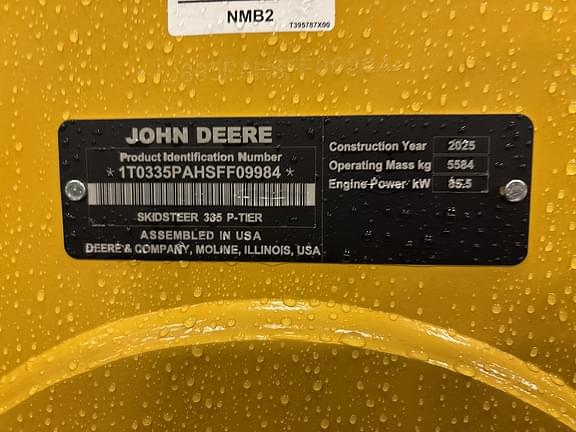 NMB2
T395787X00
JOHN DEERE
Product Identification Number
*1T0335PAHSFF09984*
SKIDSTEER 335 P-TIER
ASSEMBLED IN USA
DEERE & COMPANY, MOLINE, ILLINOIS, USA
Construction Year 2025
Operating Mass kg 5584
Engine Power kW 85.5